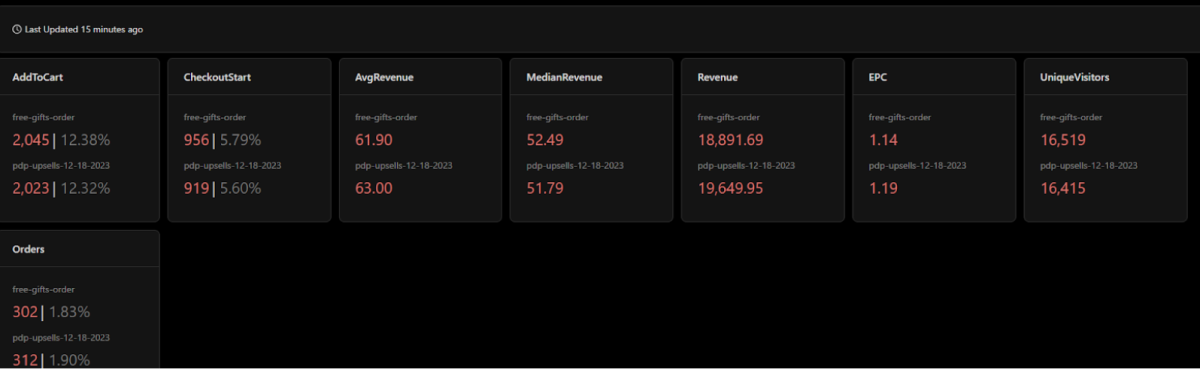 Last Updated 15 minutes ago
AddToCart
free-gifts-order
2,045| 12.38%
pdp-upsells-12-18-2023
2,023| 12.32%
CheckoutStart
free-gifts-order
956| 5.79%
pdp-upsells-12-18-2023
919| 5.60%
AvgRevenue
free-gifts-order
61.90
pdp-upsells-12-18-2023
63.00
MedianRevenue
free-gifts-order
52.49
pdp-upsells-12-18-2023
51.79
Revenue
free-gifts-order
18,891.69
pdp-upsells-12-18-2023
19,649.95
EPC
free-gifts-order
1.14
pdp-upsells-12-18-2023
1.19
UniqueVisitors
free-gifts-order
16,519
pdp-upsells-12-18-2023
16,415
Orders
free-gifts-order
302| 1.83%
pdp-upsells-12-18-2023
312| 1.90%